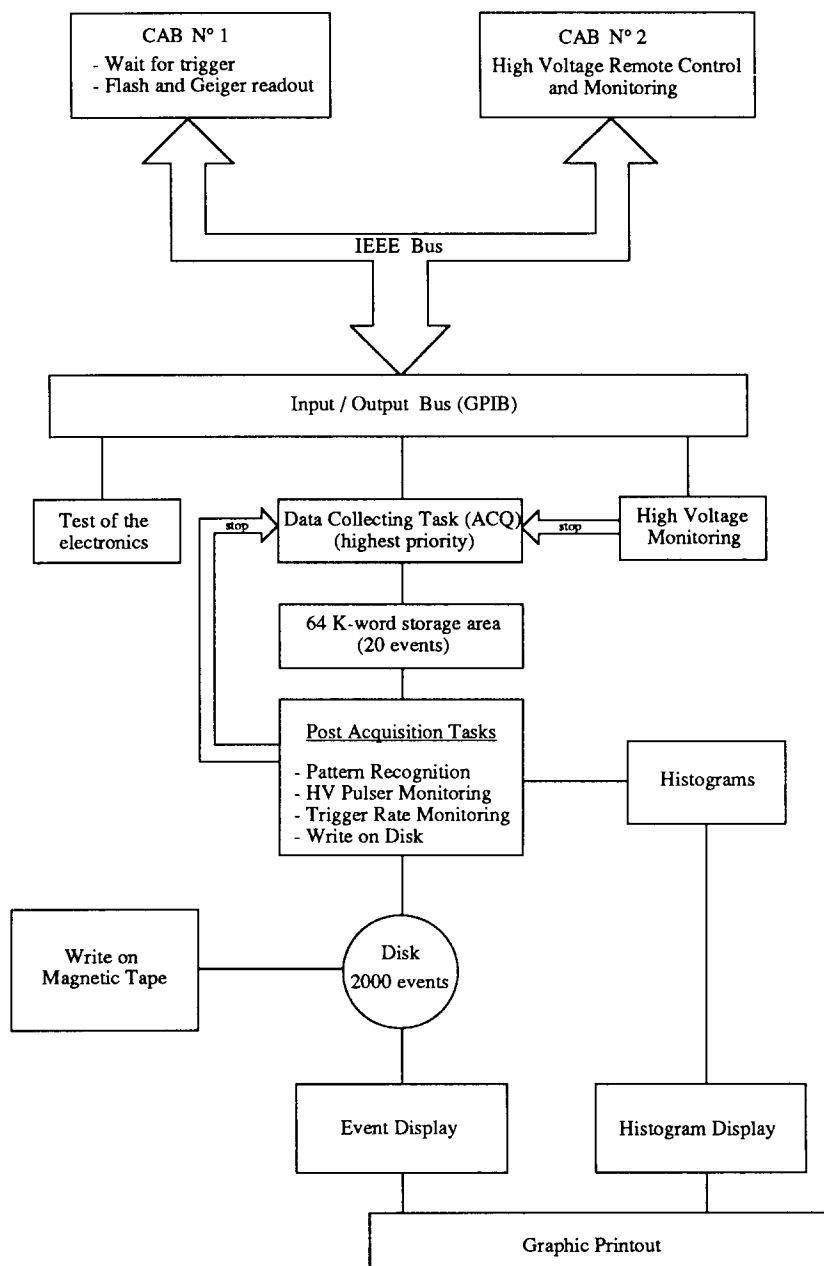 CAB N° 1
- Wait for trigger
- Flash and Geiger readout
CAB N° 2
High Voltage Remote Control
and Monitoring
IEEE Bus
Input / Output Bus (GPIB)
Test of the
electronics
stop
Data Collecting Task (ACQ)
(highest priority)
stop
High Voltage
Monitoring
64 K-word storage area
(20 events)
Post Acquisition Tasks
- Pattern Recognition
- HV Pulser Monitoring
- Trigger Rate Monitoring
- Write on Disk
Histograms
Write on
Magnetic Tape
Disk
2000 events
Event Display
Histogram Display
Graphic Printout